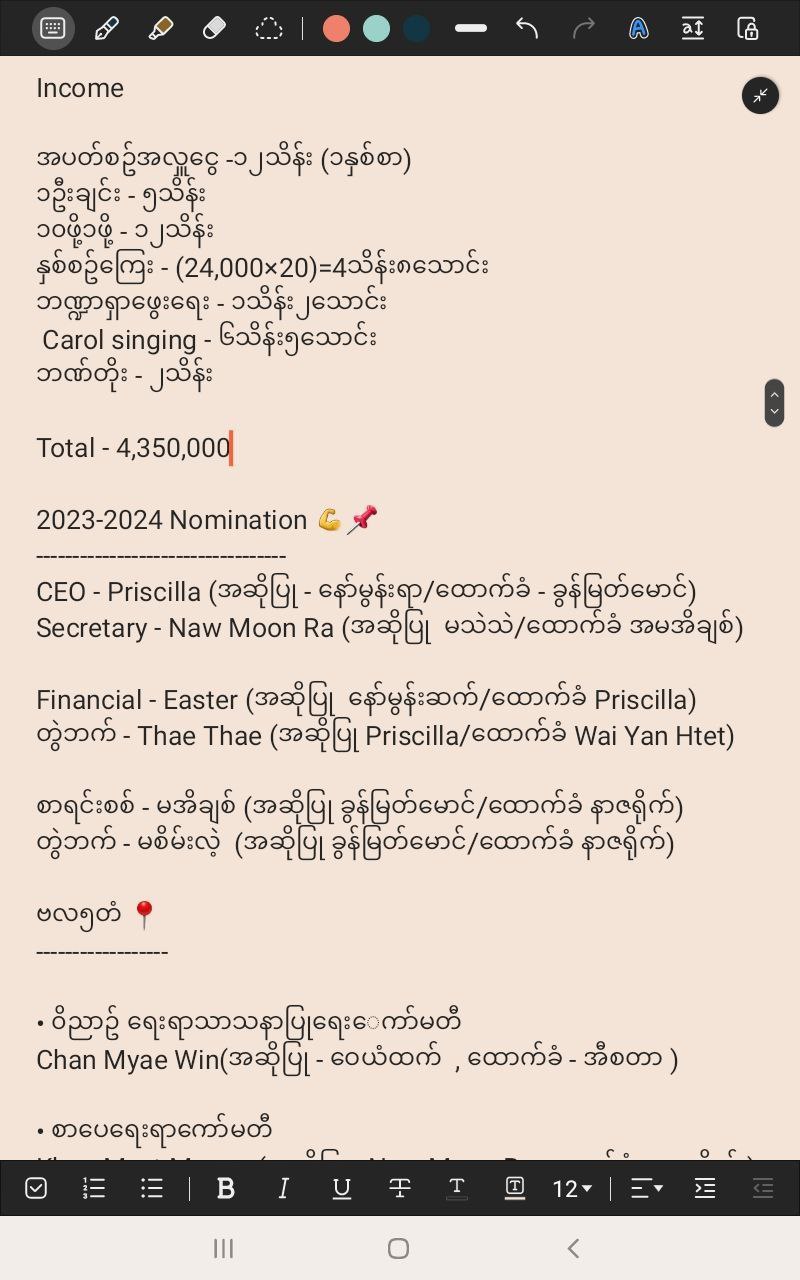 Income
အပတ်စဉ်အလှူငွေ -၁၂သိန်း (၁နှစ်စာ)
၁ဦးချင်း - ၅သိန်း
၁၀ဖို့၁ဖို့ - ၁၂သိန်း
နှစ်စဉ်ကြေး - (24,000×20)=4သိန်း၈သောင်း
ဘဏ္ဍာရှာဖွေးရေး - ၁သိန်း၂သောင်း
Carol singing - ၆သိန်း၅သောင်း
ဘဏ်တိုး - ၂သိန်း
Total - 4,350,000
2023-2024 Nomination 💪📌
----------------------------------
CEO - Priscilla (အဆိုပြု - နော်မွန်းရာ/ထောက်ခံ - ခွန်မြတ်မောင်)
Secretary - Naw Moon Ra (အဆိုပြု မသဲသဲ/ထောက်ခံ အမအိချစ်)
Financial - Easter (အဆိုပြု နော်မွန်းဆက်/ထောက်ခံ Priscilla)
တွဲဘက် - Thae Thae (အဆိုပြု Priscilla/ထောက်ခံ Wai Yan Htet)
စာရင်းစစ် - မအိချစ် (အဆိုပြု ခွန်မြတ်မောင်/ထောက်ခံ နာဇရိုက်)
တွဲဘက် - မစိမ်းလဲ့ (အဆိုပြု ခွန်မြတ်မောင်/ထောက်ခံ နာဇရိုက်)
ဗလ၅တံ 📍
------------------
• ဝိညာဉ် ရေးရာသာသနာပြုရေးေကာ်မတီ
Chan Myae Win(အဆိုပြု - ဝေယံထက် , ထောက်ခံ - အီစတာ )
• စာပေရေးရာကော်မတီ
12